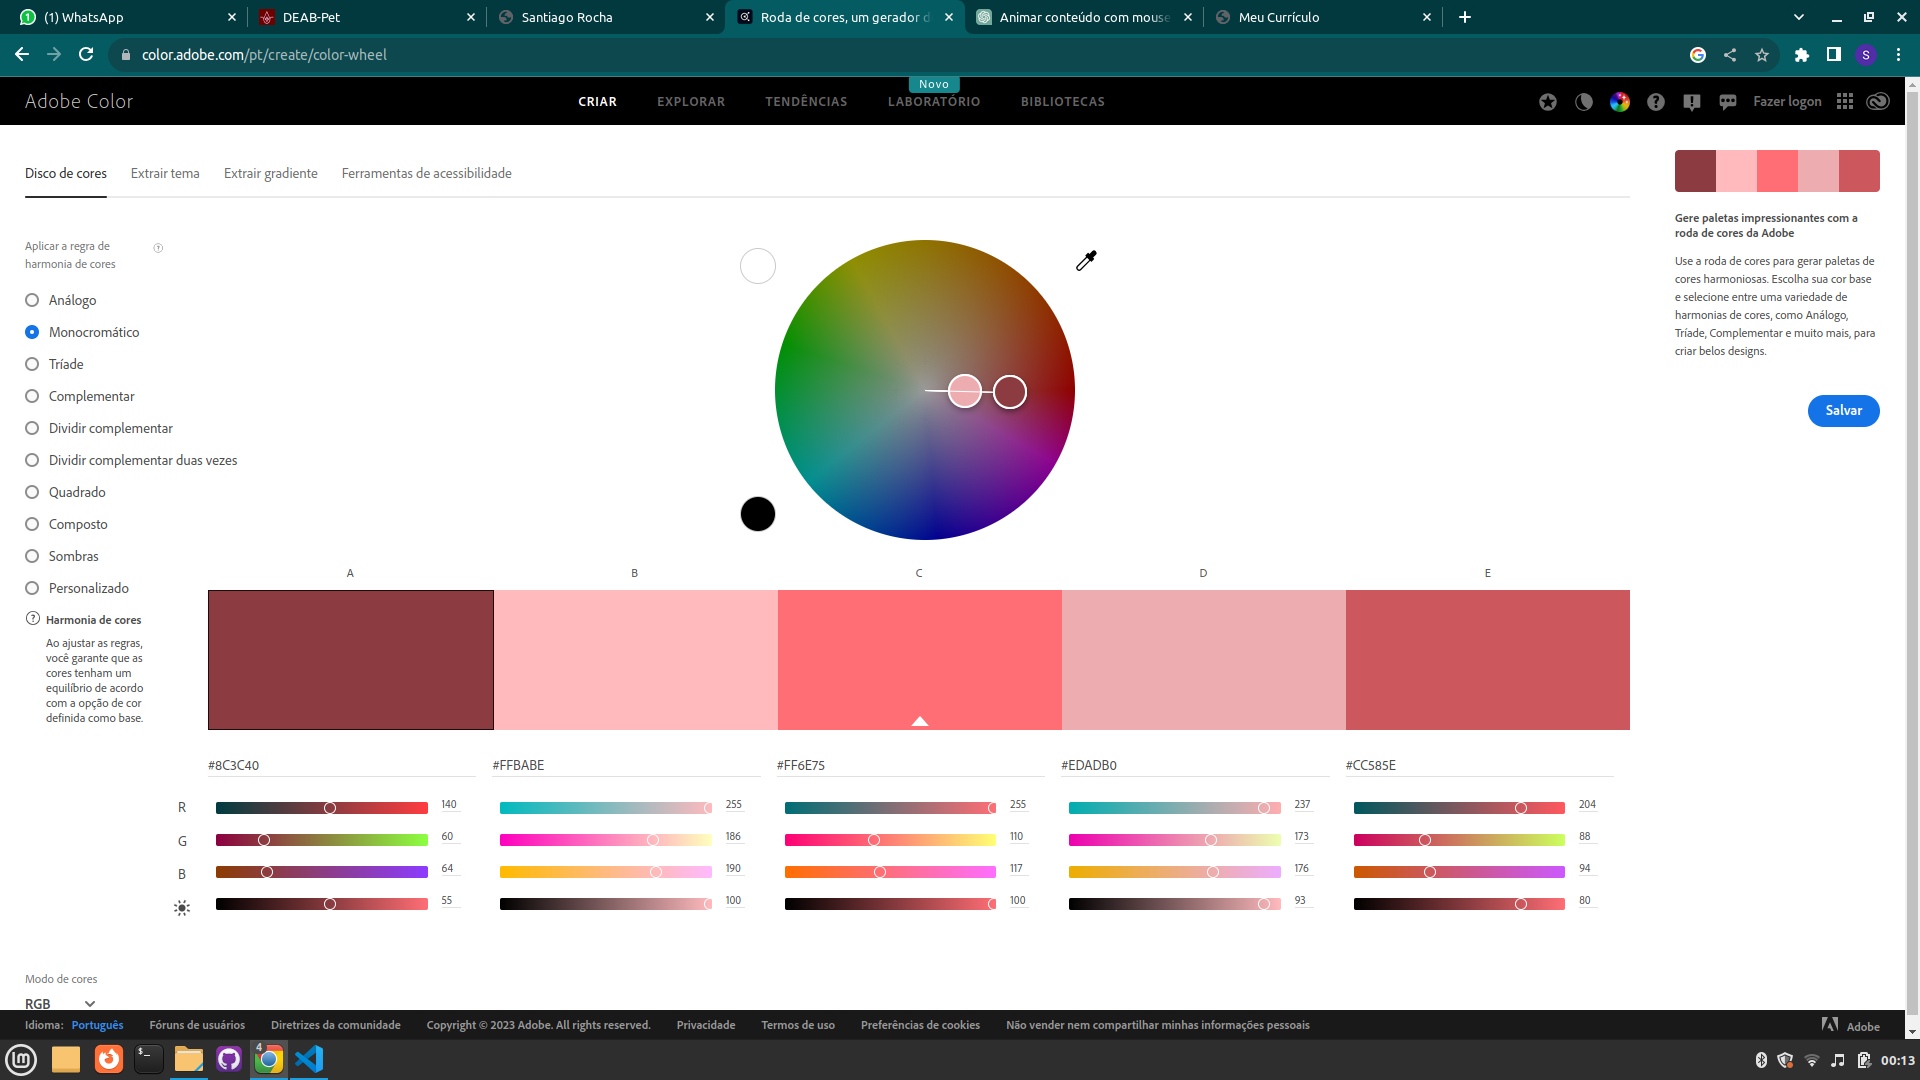 (1) WhatsApp
DEAB-Pet
Santiago Rocha
Roda de cores, um gerador d
Animar conteúdo com mouse
Meu Currículo
color.adobe.com/pt/create/color-wheel
S
Adobe Color
CRIAR
EXPLORAR
TENDÊNCIAS
Novo
LABORATÓRIO
BIBLIOTECAS
Fazer logon
Disco de cores
Extrair tema
Extrair gradiente
Ferramentas de acessibilidade
Aplicar a regra de
harmonia de cores
Análogo
Monocromático
Tríade
Complementar
Dividir complementar
Dividir complementar duas vezes
Quadrado
Composto
Sombras
Personalizado
Harmonia de cores
Ao ajustar as regras,
você garante que as
cores tenham um
equilíbrio de acordo
com a opção de cor
definida como base.
Gere paletas impressionantes com a
roda de cores da Adobe
Use a roda de cores para gerar paletas de
cores harmoniosas. Escolha sua cor base
e selecione entre uma variedade de
harmonias de cores, como Análogo,
Tríade, Complementar e muito mais, para
criar belos designs.
Salvar
A B C D E
#8C3C40 #FFBABE #FF6E75 #EDADB0 #CC585E
R 140 255 255 237 204
G 60 186 110 173 88
B 64 190 117 176 94
55 100 100 93 80
Modo de cores
RGB
Idioma: Português
Fóruns de usuários
Diretrizes da comunidade
Copyright © 2023 Adobe. All rights reserved.
Privacidade
Termos de uso
Preferências de cookies
Não vender nem compartilhar minhas informações pessoais
Adobe
4
00:13